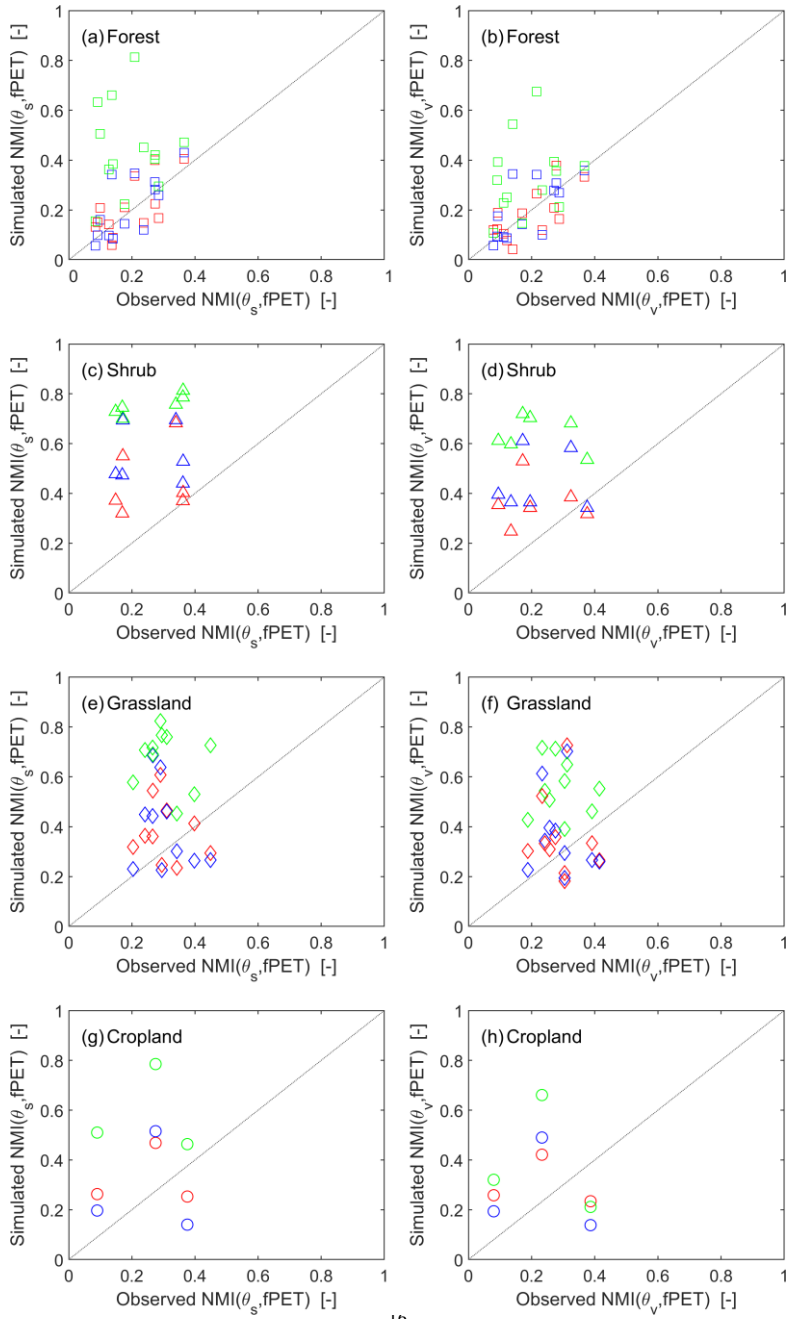 (a) Forest
Simulated NMI(θs,fPET) [-]
1
0.8
0.6
0.4
0.2
0
0 0.2 0.4 0.6 0.8 1
Observed NMI(θs,fPET) [-]
(b) Forest
Simulated NMI(θv,fPET) [-]
1
0.8
0.6
0.4
0.2
0
0 0.2 0.4 0.6 0.8 1
Observed NMI(θv,fPET) [-]
(c) Shrub
Simulated NMI(θs,fPET) [-]
1
0.8
0.6
0.4
0.2
0
0 0.2 0.4 0.6 0.8 1
Observed NMI(θs,fPET) [-]
(d) Shrub
Simulated NMI(θv,fPET) [-]
1
0.8
0.6
0.4
0.2
0
0 0.2 0.4 0.6 0.8 1
Observed NMI(θv,fPET) [-]
(e) Grassland
Simulated NMI(θs,fPET) [-]
1
0.8
0.6
0.4
0.2
0
0 0.2 0.4 0.6 0.8 1
Observed NMI(θs,fPET) [-]
(f) Grassland
Simulated NMI(θv,fPET) [-]
1
0.8
0.6
0.4
0.2
0
0 0.2 0.4 0.6 0.8 1
Observed NMI(θv,fPET) [-]
(g) Cropland
Simulated NMI(θs,fPET) [-]
1
0.8
0.6
0.4
0.2
0
0 0.2 0.4 0.6 0.8 1
Observed NMI(θs,fPET) [-]
(h) Cropland
Simulated NMI(θv,fPET) [-]
1
0.8
0.6
0.4
0.2
0
0 0.2 0.4 0.6 0.8 1
Observed NMI(θv,fPET) [-]